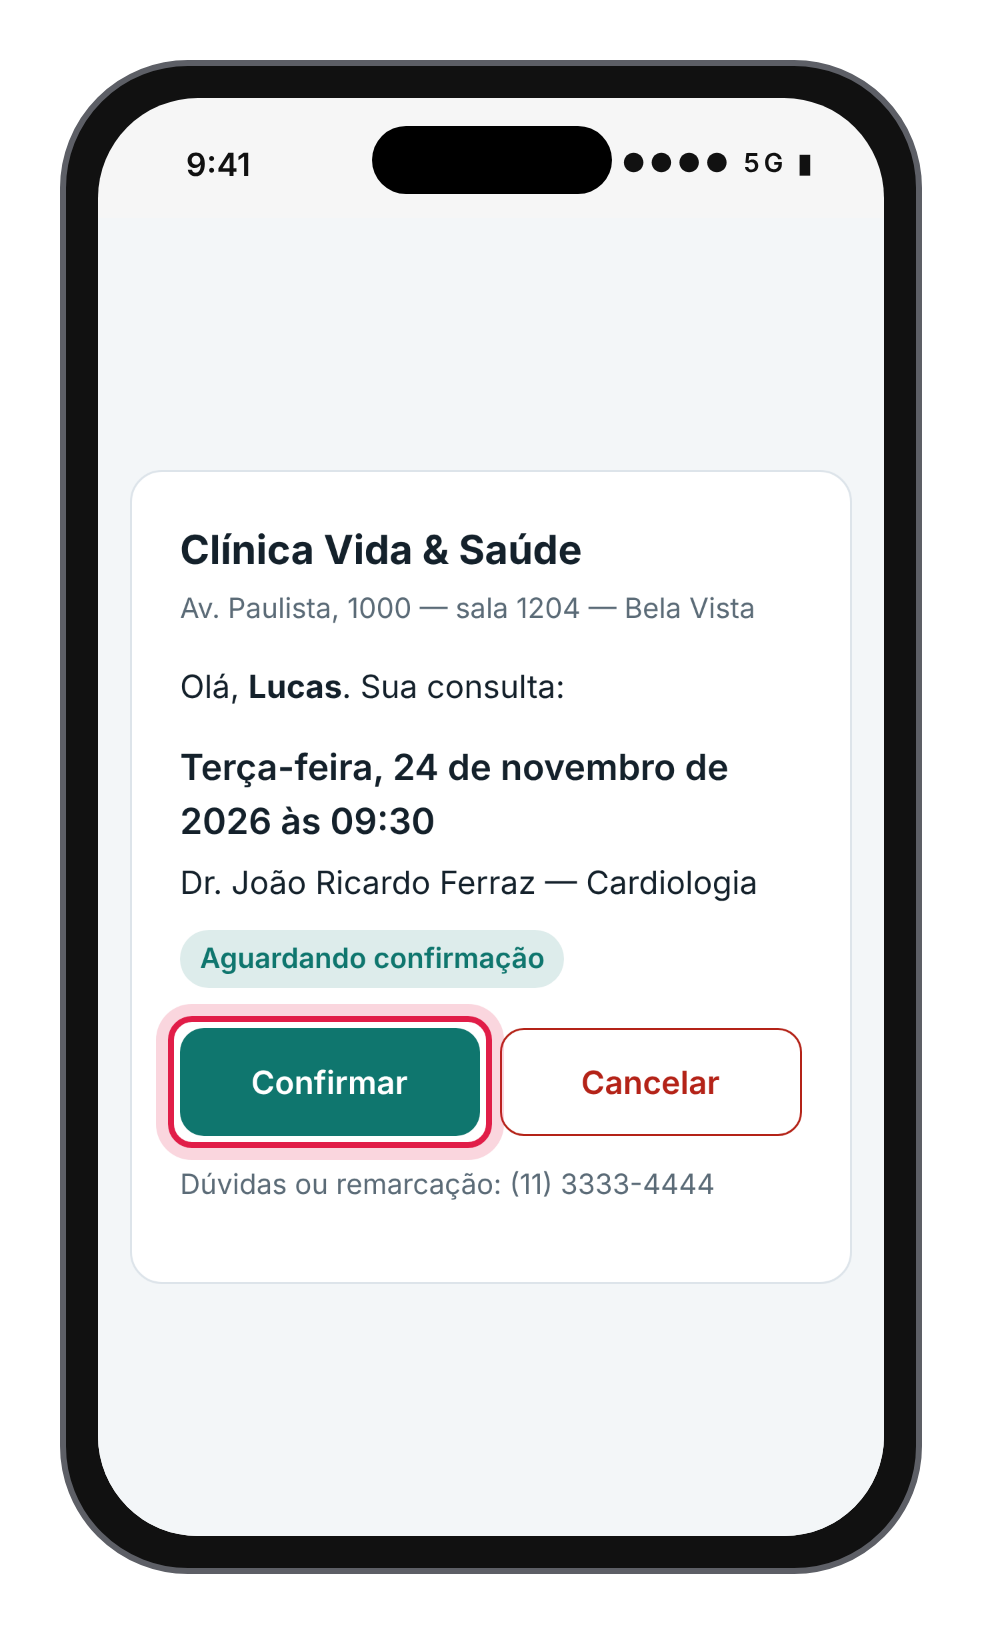 9:41
5G
Clínica Vida & Saúde
Av. Paulista, 1000 — sala 1204 — Bela Vista
Olá, Lucas. Sua consulta:
Terça-feira, 24 de novembro de
2026 às 09:30
Dr. João Ricardo Ferraz — Cardiologia
Aguardando confirmação
Confirmar
Cancelar
Dúvidas ou remarcação: (11) 3333-4444